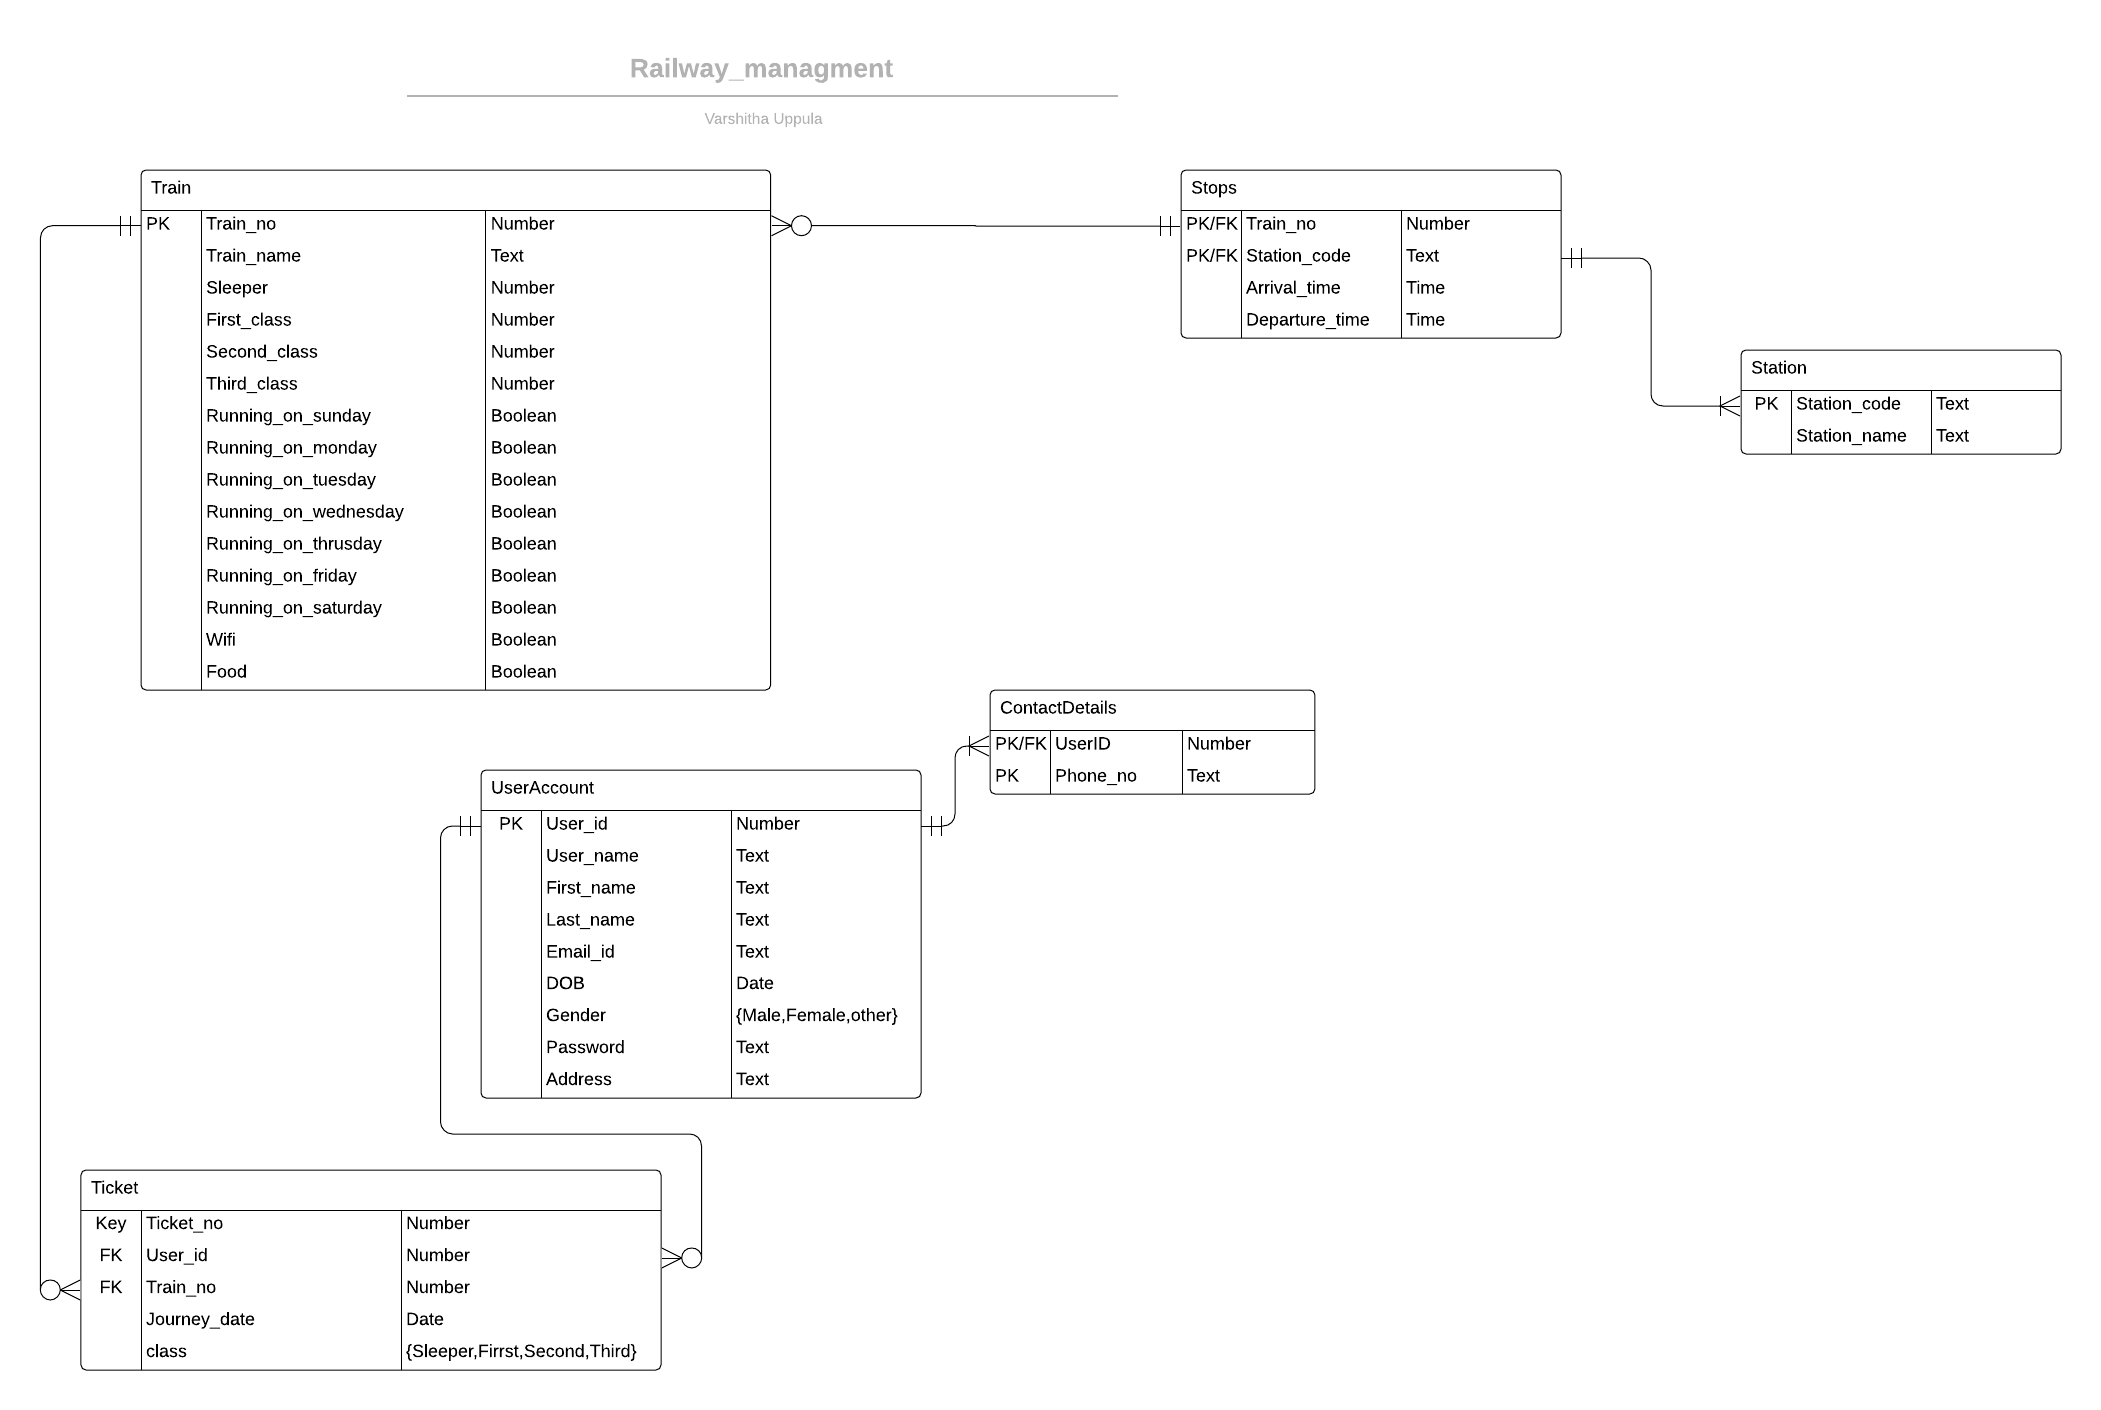 Railway_managment
Varshitha Uppula
Train
PK Train_no Number
Train_name Text
Sleeper Number
First_class Number
Second_class Number
Third_class Number
Running_on_sunday Boolean
Running_on_monday Boolean
Running_on_tuesday Boolean
Running_on_wednesday Boolean
Running_on_thrusday Boolean
Running_on_friday Boolean
Running_on_saturday Boolean
Wifi Boolean
Food Boolean
Stops
PK/FK Train_no Number
PK/FK Station_code Text
Arrival_time Time
Departure_time Time
Station
PK Station_code Text
Station_name Text
ContactDetails
PK/FK UserID Number
PK Phone_no Text
UserAccount
PK User_id Number
User_name Text
First_name Text
Last_name Text
Email_id Text
DOB Date
Gender {Male,Female,other}
Password Text
Address Text
Ticket
Key Ticket_no Number
FK User_id Number
FK Train_no Number
Journey_date Date
class {Sleeper,Firrst,Second,Third}